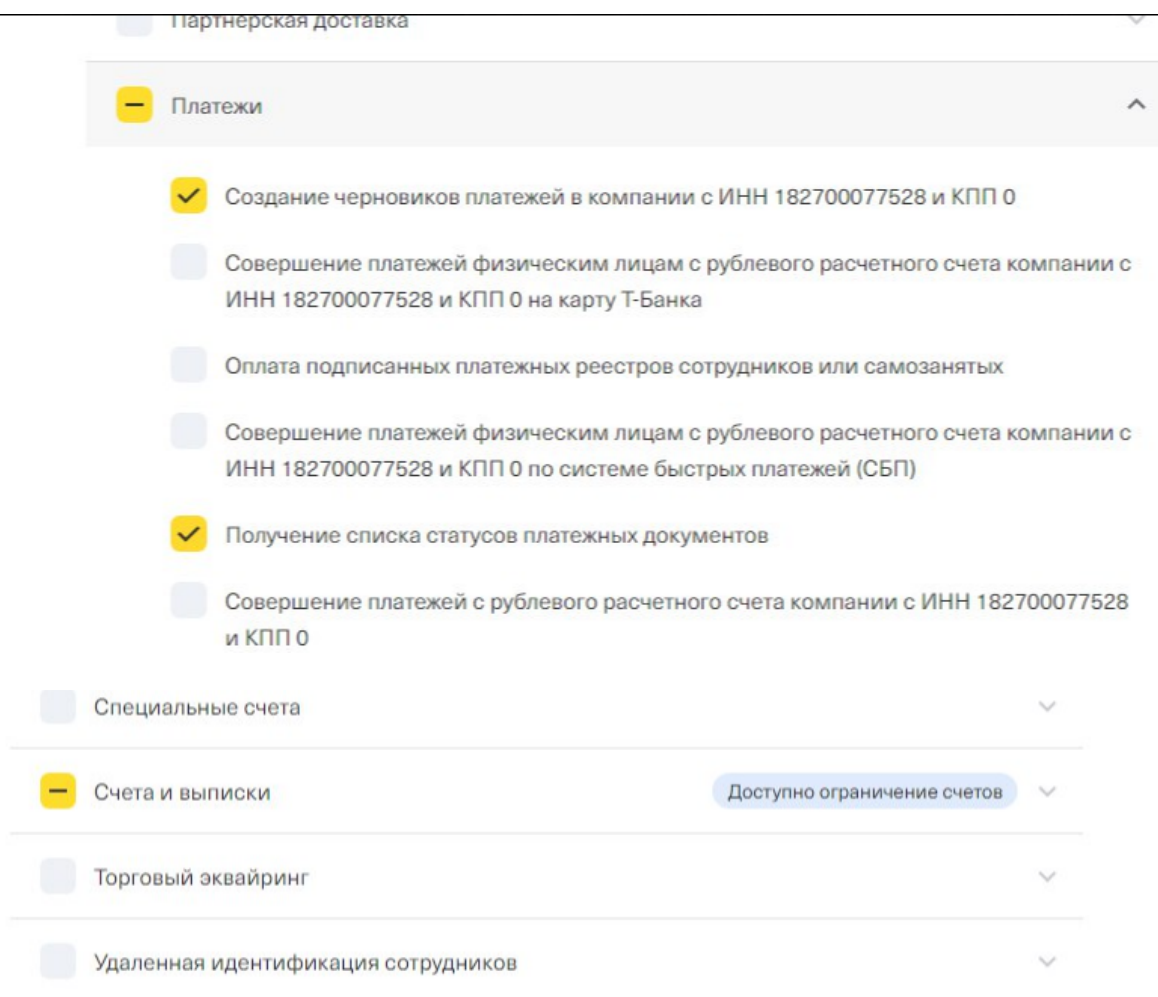 Партнерская доставка
Платежи
Создание черновиков платежей в компании с ИНН 182700077528 и КПП 0
Совершение платежей физическим лицам с рублевого расчетного счета компании с
ИНН 182700077528 и КПП 0 на карту Т-Банка
Оплата подписанных платежных реестров сотрудников или самозанятых
Совершение платежей физическим лицам с рублевого расчетного счета компании с
ИНН 182700077528 и КПП 0 по системе быстрых платежей (СБП)
Получение списка статусов платежных документов
Совершение платежей с рублевого расчетного счета компании с ИНН 182700077528
и КПП 0
Специальные счета
Счета и выписки
Доступно ограничение счетов
Торговый эквайринг
Удаленная идентификация сотрудников